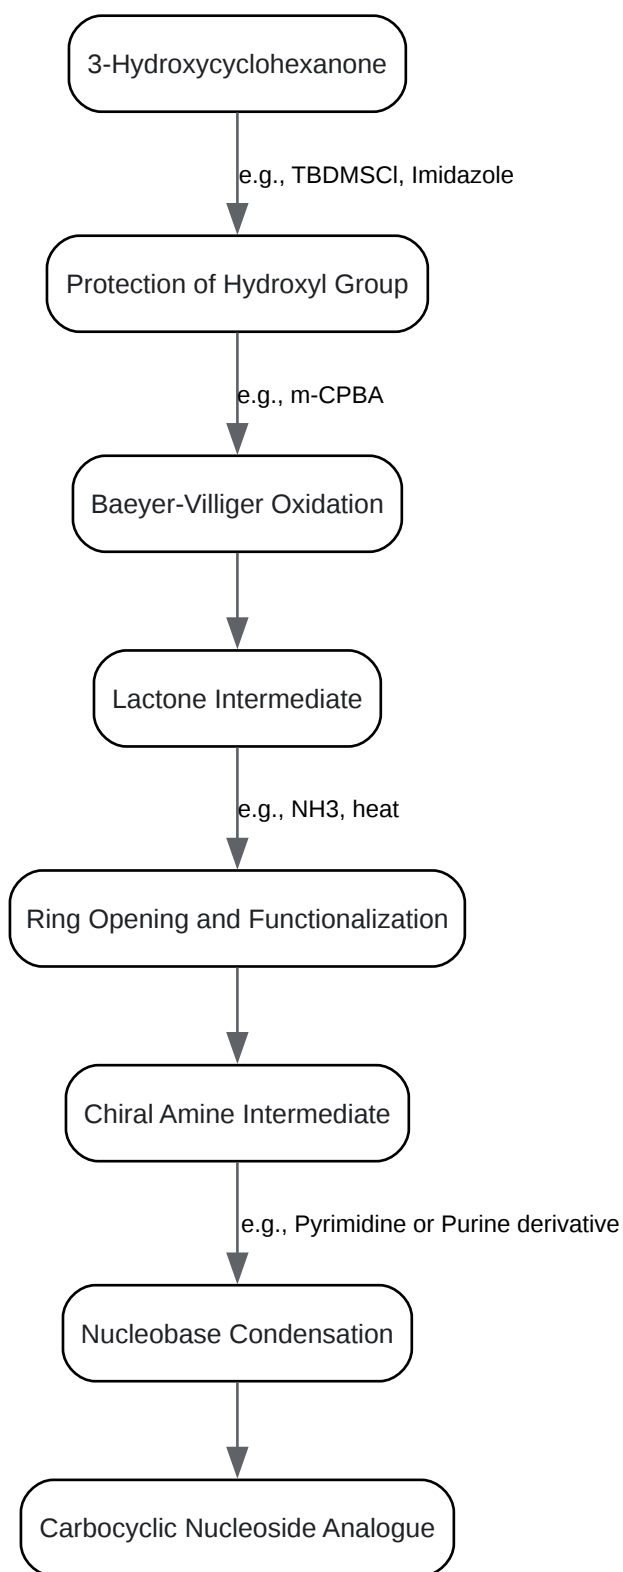 3-Hydroxycyclohexanone
e.g., TBDMSCl, Imidazole
Protection of Hydroxyl Group
e.g., m-CPBA
Baeyer-Villiger Oxidation
Lactone Intermediate
e.g., NH3, heat
Ring Opening and Functionalization
Chiral Amine Intermediate
e.g., Pyrimidine or Purine derivative
Nucleobase Condensation
Carbocyclic Nucleoside Analogue